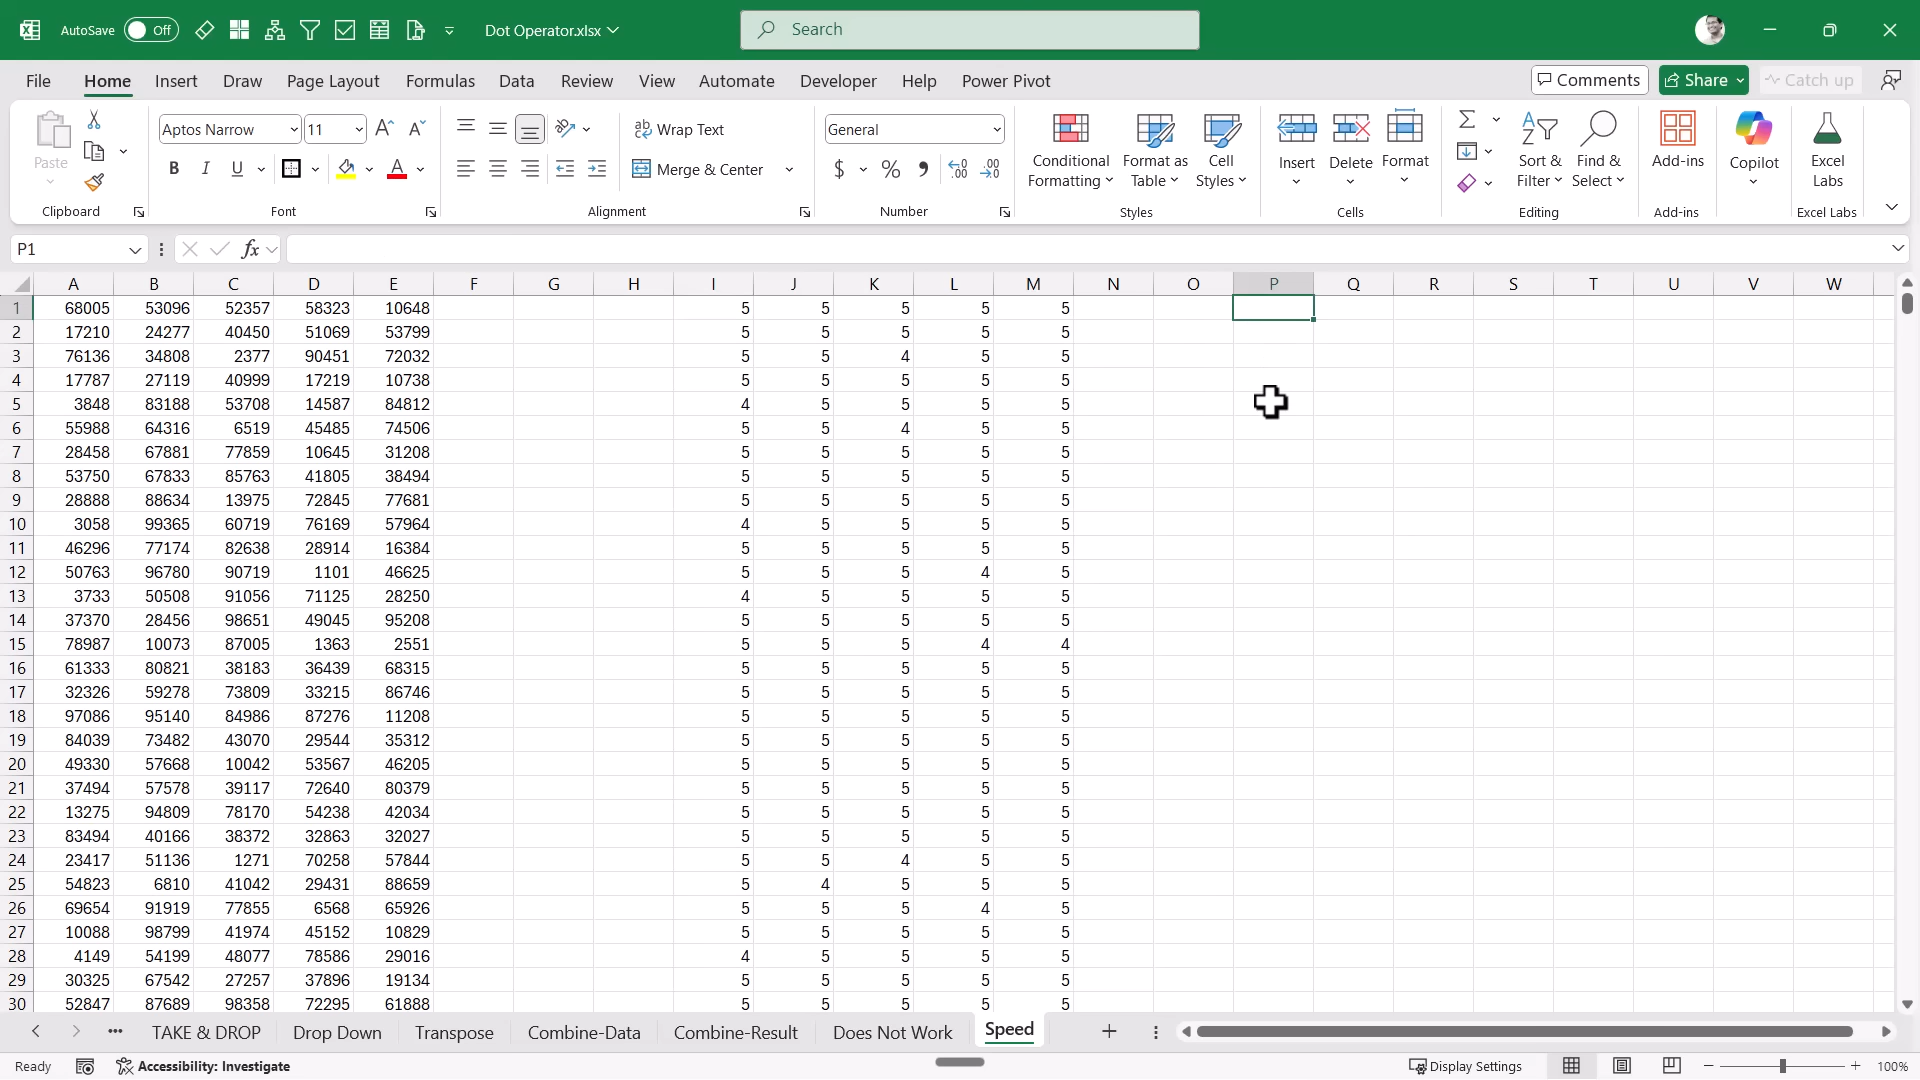 AutoSave Off Dot Operator.xlsx Search
File Home Insert Draw Page Layout Formulas Data Review View Automate Developer Help Power Pivot Comments Share Catch up
Paste
Clipboard
Aptos Narrow 11
B I U A
Font
Wrap Text
Merge & Center
Alignment
General
$ % 9 .00 .00
Number
Conditional Formatting
Format as Table
Cell Styles
Styles
Insert Delete Format
Cells
Sort & Filter
Find & Select
Editing
Add-ins
Add-ins
Copilot
Excel Labs
Excel Labs
P1 fx
A B C D E F G H I J K L M N O P Q R S T U V W
1 68005 53096 52357 58323 10648 5 5 5 5 5
2 17210 24277 40450 51069 53799 5 5 5 5 5
3 76136 34808 2377 90451 72032 5 5 4 5 5
4 17787 27119 40999 17219 10738 5 5 5 5 5
5 3848 83188 53708 14587 84812 4 5 5 5 5
6 55988 64316 6519 45485 74506 5 5 4 5 5
7 28458 67881 77859 10645 31208 5 5 5 5 5
8 53750 67833 85763 41805 38494 5 5 5 5 5
9 28888 88634 13975 72845 77681 5 5 5 5 5
10 3058 99365 60719 76169 57964 4 5 5 5 5
11 46296 77174 82638 28914 16384 5 5 5 5 5
12 50763 96780 90719 1101 46625 5 5 5 4 5
13 3733 50508 91056 71125 28250 4 5 5 5 5
14 37370 28456 98651 49045 95208 5 5 5 5 5
15 78987 10073 87005 1363 2551 5 5 5 4 4
16 61333 80821 38183 36439 68315 5 5 5 5 5
17 32326 59278 73809 33215 86746 5 5 5 5 5
18 97086 95140 84986 87276 11208 5 5 5 5 5
19 84039 73482 43070 29544 35312 5 5 5 5 5
20 49330 57668 10042 53567 46205 5 5 5 5 5
21 37494 57578 39117 72640 80379 5 5 5 5 5
22 13275 94809 78170 54238 42034 5 5 5 5 5
23 83494 40166 38372 32863 32027 5 5 5 5 5
24 23417 51136 1271 70258 57844 5 5 4 5 5
25 54823 6810 41042 29431 88659 5 4 5 5 5
26 69654 91919 77855 6568 65926 5 5 5 4 5
27 10088 98799 41974 45152 10829 5 5 5 5 5
28 4149 54199 48077 78586 29016 4 5 5 5 5
29 30325 67542 27257 37896 19134 5 5 5 5 5
30 52847 87689 98358 72295 61888 5 5 5 5 5
TAKE & DROP Drop Down Transpose Combine-Data Combine-Result Does Not Work Speed
Ready Accessibility: Investigate Display Settings 100%